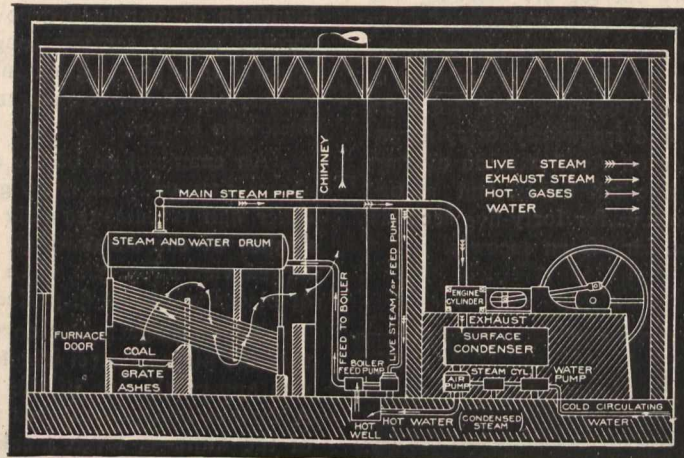 CHIMNEY
LIVE STEAM
EXHAUST STEAM
HOT GASES
WATER
T MAIN STEAM PIPE
STEAM AND WATER DRUM
FEED TO BOILER
LIVE STEAM for FEED PUMP
ENGINE
CYLINDER
EXHAUST
SURFACE
CONDENSER
FURNACE
DOOR
COAL
GRATE
ASHES
BOILER
FEED PUMP
AIR
PUMP
STEAM CYL
WATER
PUMP
COLD CIRCULATING
WATER
HOT
WELL
HOT WATER (CONDENSED
STEAM)